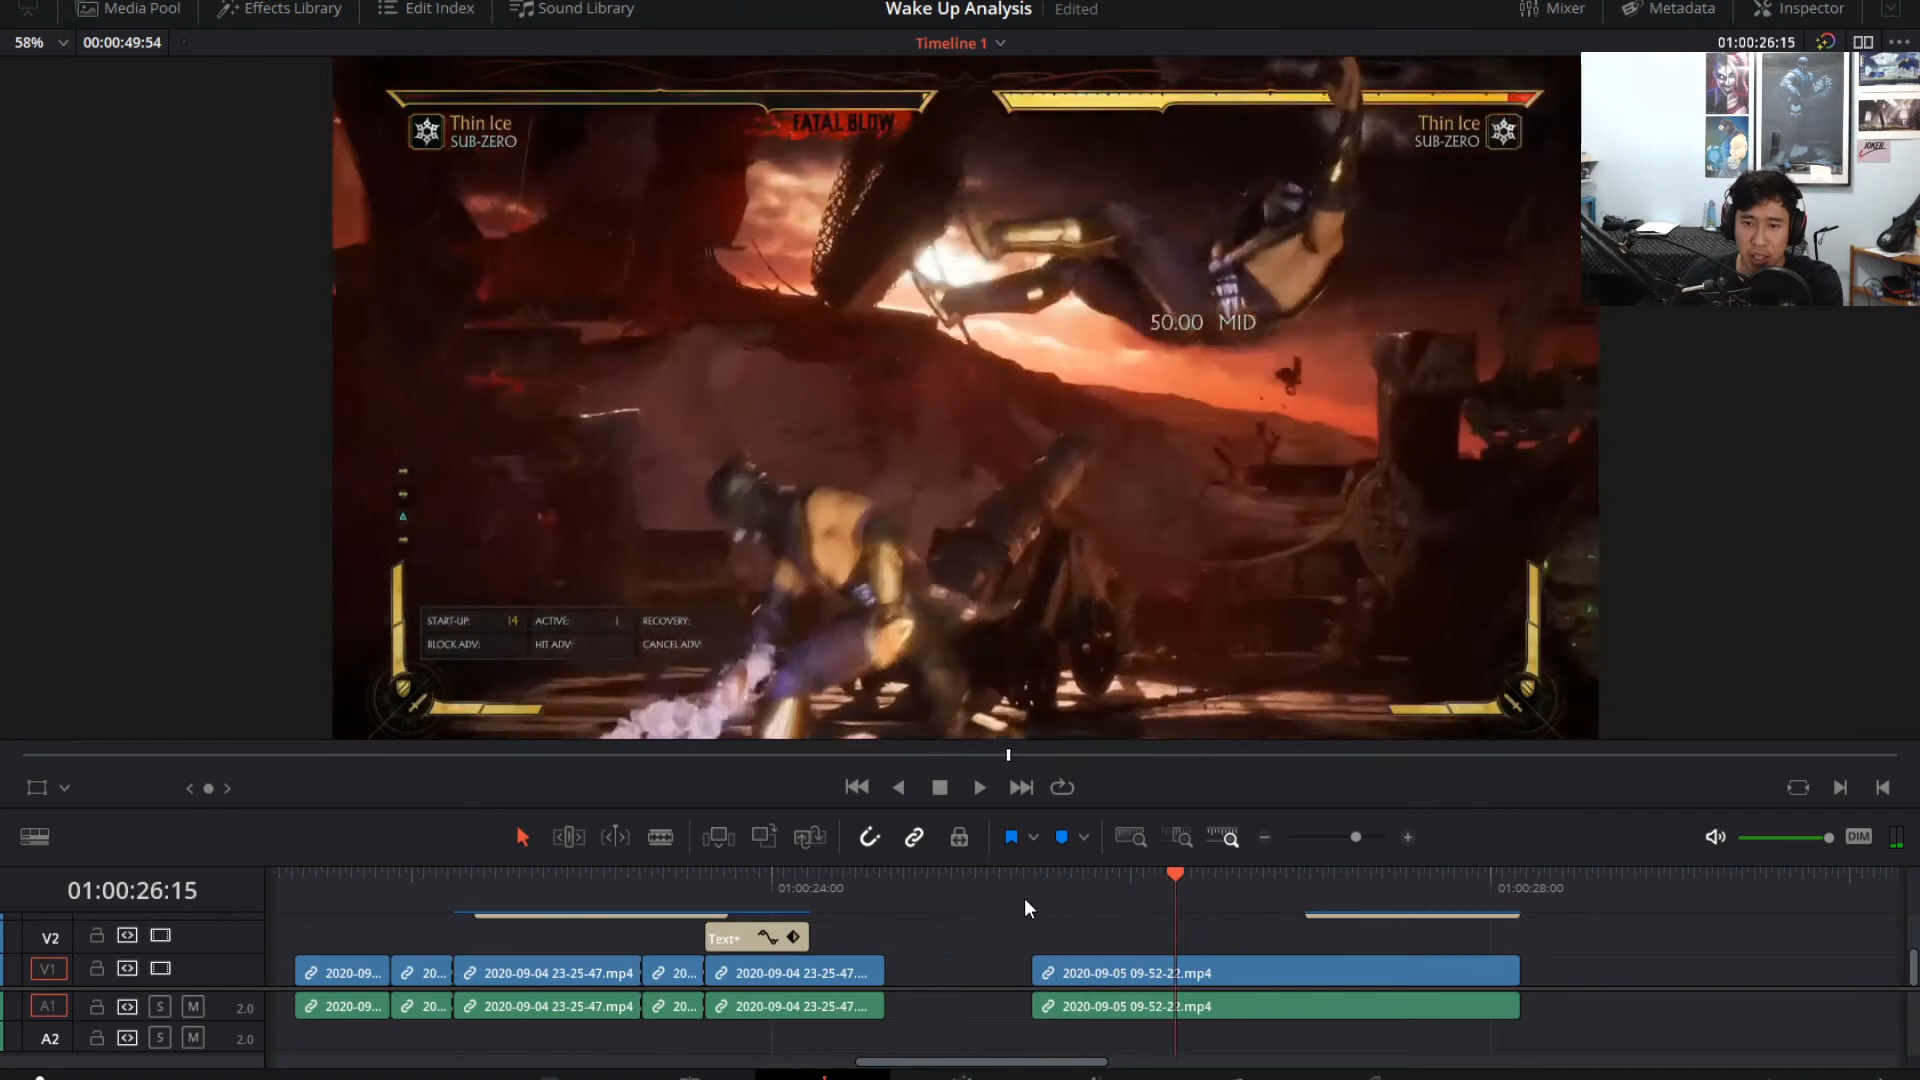 Media Pool
Effects Library
Edit Index
Sound Library
Wake Up Analysis
Edited
Mixer
Metadata
Inspector
58%
00:00:49:54
Timeline 1
01:00:26:15
JOKER
Thin Ice
SUB-ZERO
FATAL BLOW
Thin Ice
SUB-ZERO
50.00 MID
START-UP: 14 ACTIVE: 1 RECOVERY:
BLOCK ADV: HIT ADV: CANCEL ADV:
DIM
01:00:26:15
01:00:24:00
01:00:28:00
V2
Text+
V1
2020-09...
20...
2020-09-04 23-25-47.mp4
20...
2020-09-04 23-25-47....
2020-09-05 09-52-22.mp4
A1 S M 2.0
2020-09...
20...
2020-09-04 23-25-47.mp4
20...
2020-09-04 23-25-47....
2020-09-05 09-52-22.mp4
A2 S M 2.0